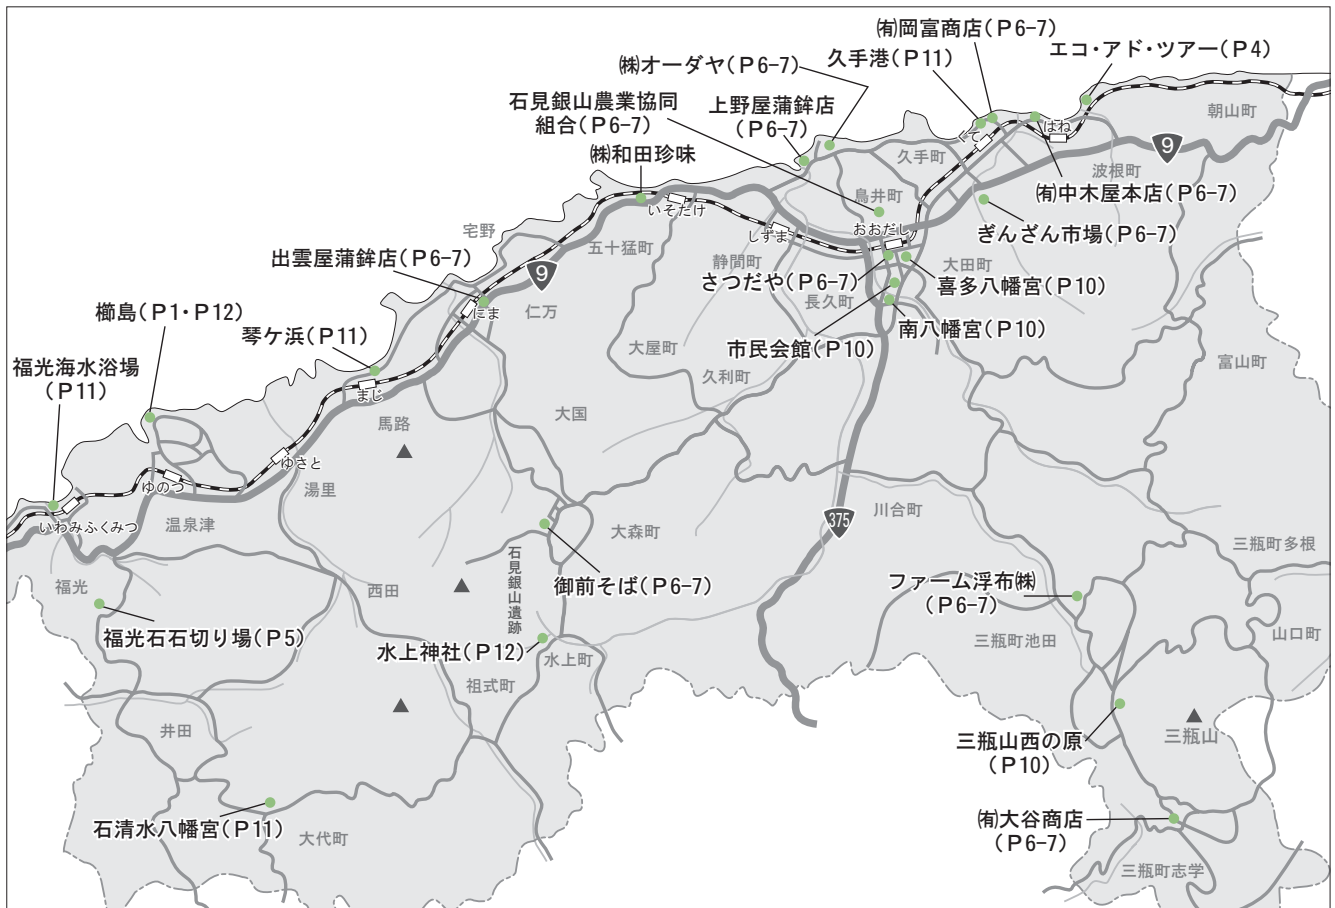 ㈲岡富商店(P6-7)
エコ・アド・ツアー(P4)
㈱オーダヤ(P6-7)
久手港(P11)
石見銀山農業協同
組合(P6-7)
上野屋蒲鉾店
(P6-7)
朝山町
はね
くて
久手町
9
波根町
㈱和田珍味
㈲中木屋本店(P6-7)
鳥井町
いそたけ
おおだし
しずま
ぎんざん市場(P6-7)
宅野
五十猛町
静間町
大田町
出雲屋蒲鉾店(P6-7)
9
さつだや(P6-7)
喜多八幡宮(P10)
長久町
櫛島(P1・P12)
にま
仁万
南八幡宮(P10)
琴ケ浜(P11)
大屋町
市民会館(P10)
福光海水浴場
(P11)
久利町
富山町
まじ
馬路
大国
ゆさと
ゆのつ
湯里
いわみふくみつ
温泉津
大森町
375
川合町
三瓶町多根
石見銀山遺跡
福光
西田
御前そば(P6-7)
ファーム浮布㈱
(P6-7)
福光石石切り場(P5)
三瓶町池田
山口町
水上神社(P12)
水上町
祖式町
井田
三瓶山西の原
(P10)
三瓶山
石清水八幡宮(P11)
大代町
㈲大谷商店
(P6-7)
三瓶町志学